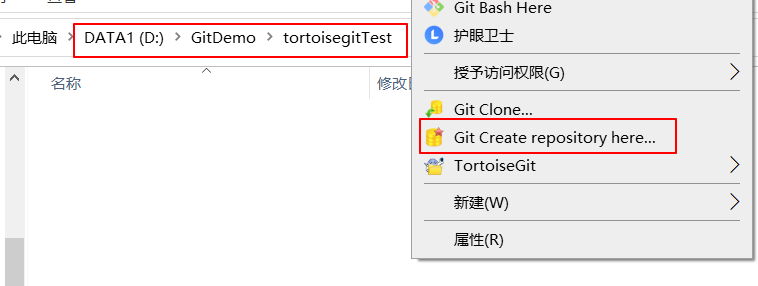 此电脑 DATA1 (D:) GitDemo tortoisegitTest
名称 修改
Git Bash Here
护眼卫士
授予访问权限(G)
Git Clone...
Git Create repository here...
TortoiseGit
新建(W)
属性(R)